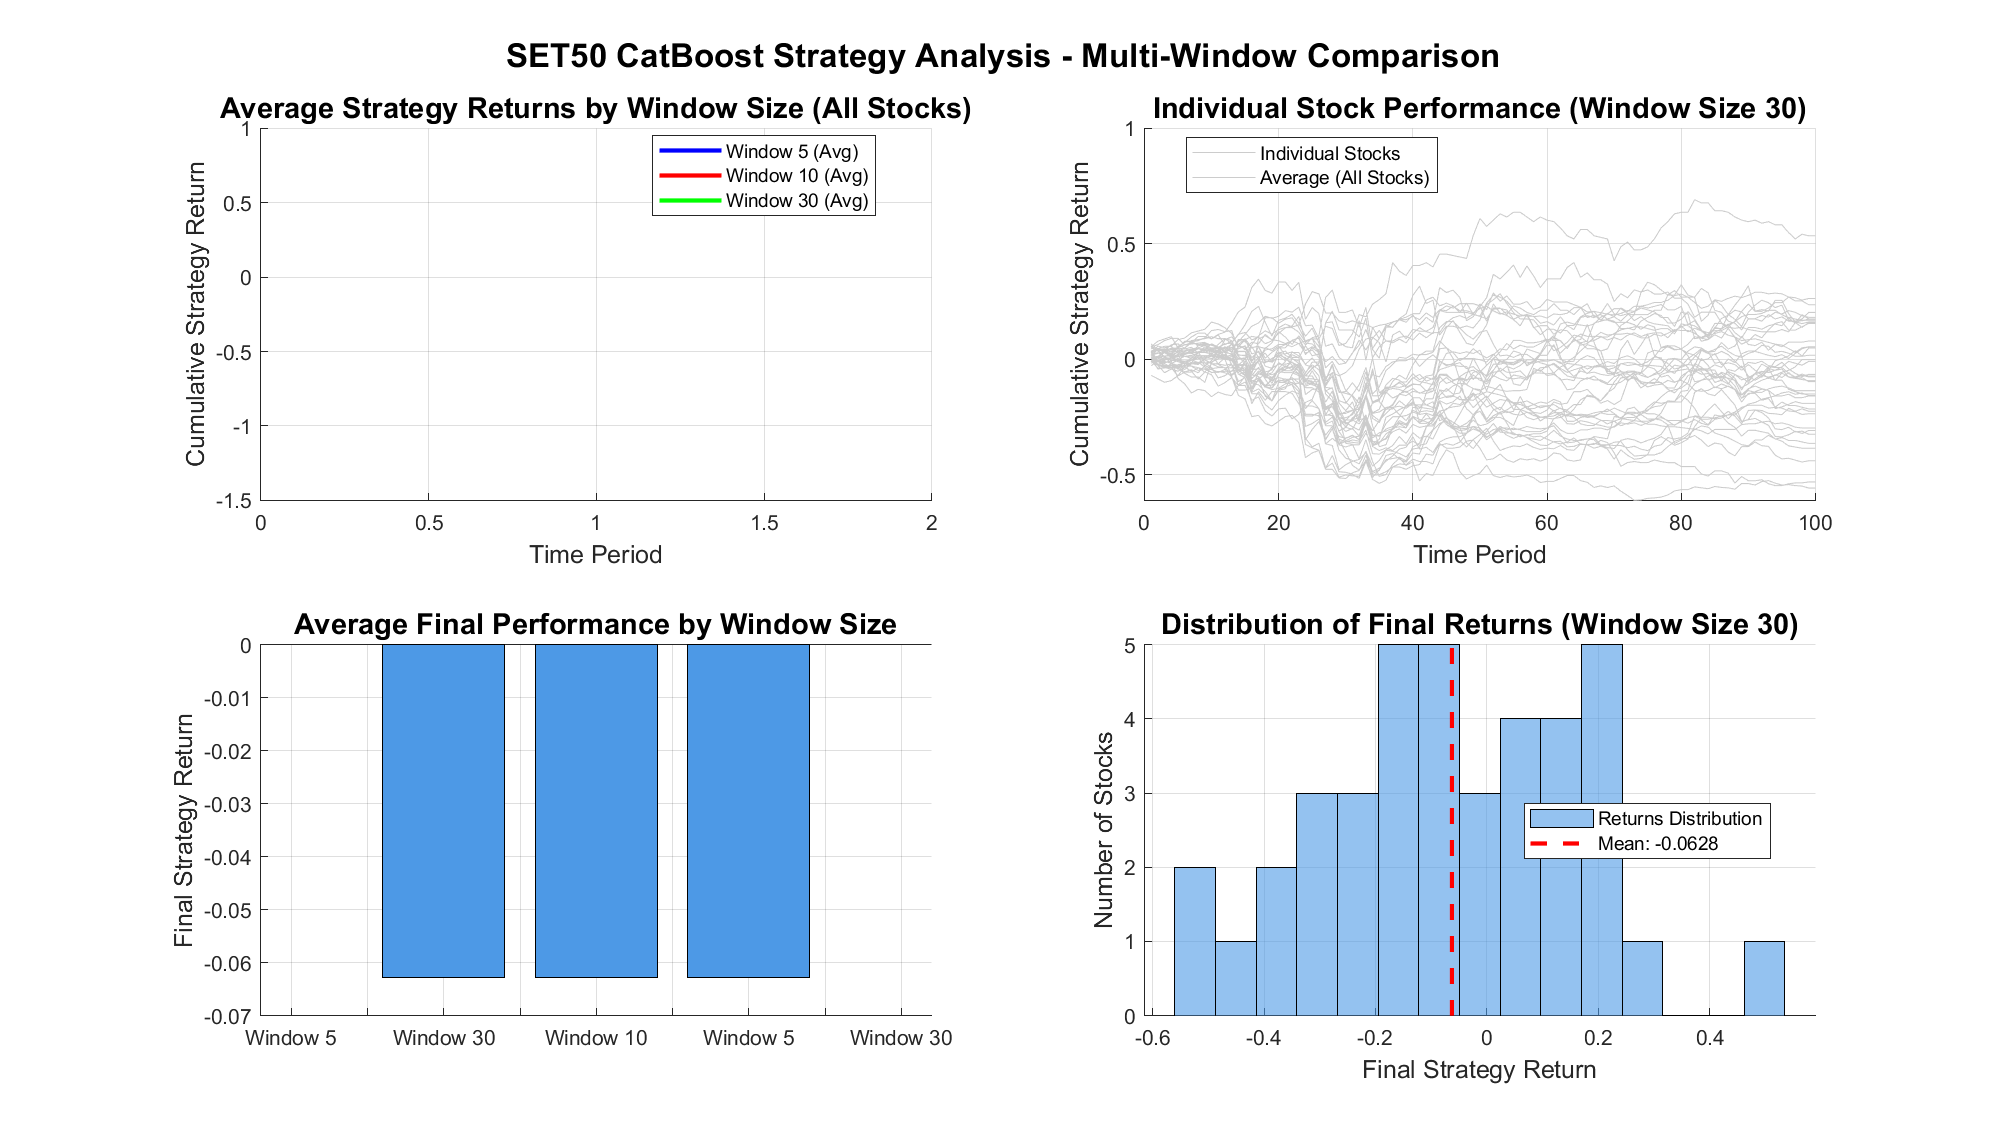 SET50 CatBoost Strategy Analysis - Multi-Window Comparison
Average Strategy Returns by Window Size (All Stocks)
1
0.5
0
-0.5
-1
-1.5
Cumulative Strategy Return
Window 5 (Avg)
Window 10 (Avg)
Window 30 (Avg)
0 0.5 1 1.5 2
Time Period
Individual Stock Performance (Window Size 30)
1
0.5
0
-0.5
Cumulative Strategy Return
Individual Stocks
Average (All Stocks)
0 20 40 60 80 100
Time Period
Average Final Performance by Window Size
0
-0.01
-0.02
-0.03
-0.04
-0.05
-0.06
-0.07
Final Strategy Return
Window 5 Window 30 Window 10 Window 5 Window 30
Distribution of Final Returns (Window Size 30)
5
4
3
2
1
0
Number of Stocks
Returns Distribution
Mean: -0.0628
-0.6 -0.4 -0.2 0 0.2 0.4
Final Strategy Return